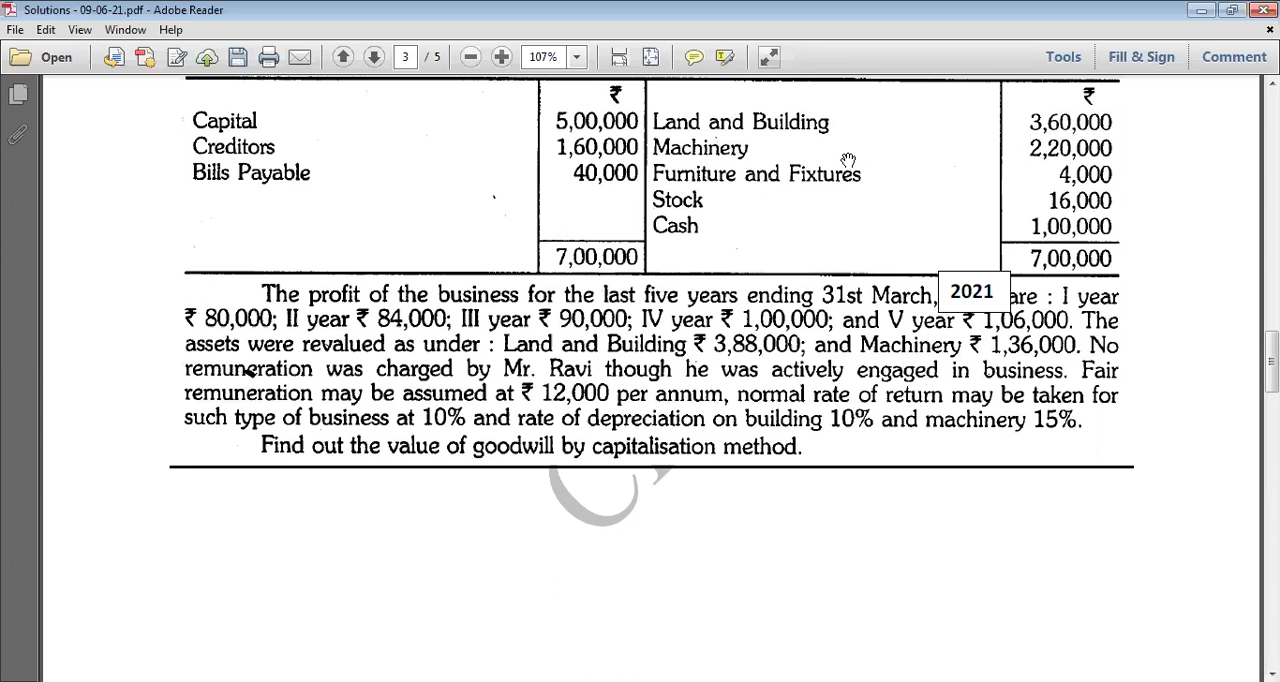 Solutions - 09-06-21.pdf - Adobe Reader
File Edit View Window Help
Open 3 / 5 107% Tools Fill & Sign Comment
₹ ₹
Capital 5,00,000 Land and Building 3,60,000
Creditors 1,60,000 Machinery 2,20,000
Bills Payable 40,000 Furniture and Fixtures 4,000
Stock 16,000
Cash 1,00,000
7,00,000 7,00,000
The profit of the business for the last five years ending 31st March, 2021 are : I year
₹ 80,000; II year ₹ 84,000; III year ₹ 90,000; IV year ₹ 1,00,000; and V year ₹ 1,06,000. The
assets were revalued as under : Land and Building ₹ 3,88,000; and Machinery ₹ 1,36,000. No
remuneration was charged by Mr. Ravi though he was actively engaged in business. Fair
remuneration may be assumed at ₹ 12,000 per annum, normal rate of return may be taken for
such type of business at 10% and rate of depreciation on building 10% and machinery 15%.
Find out the value of goodwill by capitalisation method.